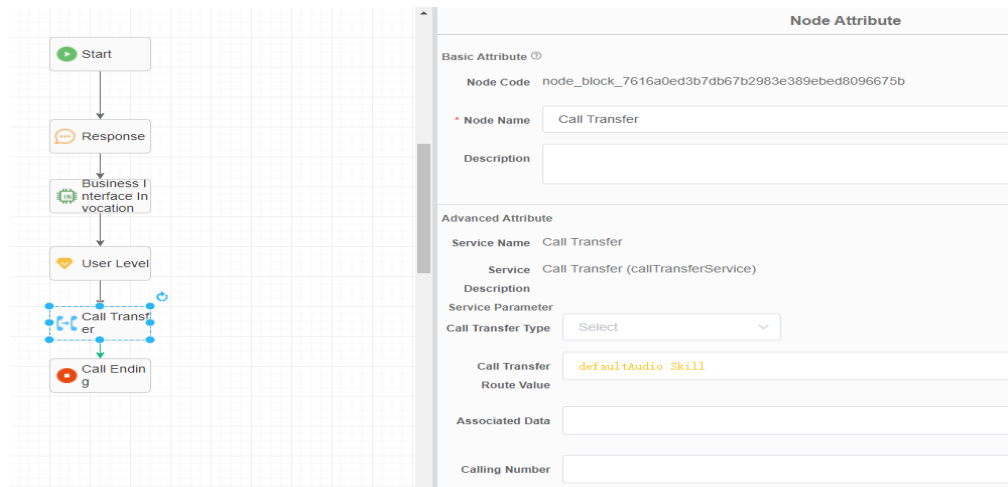 Start
Response
Business I
nterface In
vocation
User Level
Call Transf
er
Call Endin
g
Node Attribute
Basic Attribute
Node Code node_block_7616a0ed3b7db67b2983e389ebed8096675b
* Node Name Call Transfer
Description
Advanced Attribute
Service Name Call Transfer
Service Call Transfer (callTransferService)
Description
Service Parameter
Call Transfer Type Select
Call Transfer defaultAudio Skill
Route Value
Associated Data
Calling Number